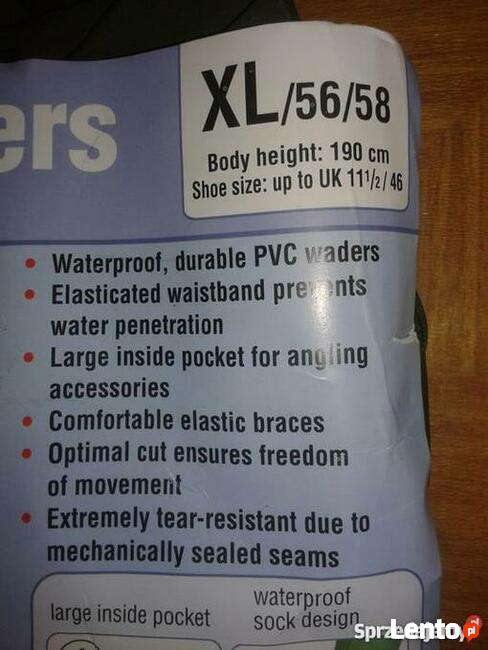 XL/56/58
Body height: 190 cm
Shoe size: up to UK 11 1/2 / 46
ers
• Waterproof, durable PVC waders
• Elasticated waistband prevents
water penetration
• Large inside pocket for angling
accessories
• Comfortable elastic braces
• Optimal cut ensures freedom
of movement
• Extremely tear-resistant due to
mechanically sealed seams
large inside pocket
waterproof
sock design
Lento.pl